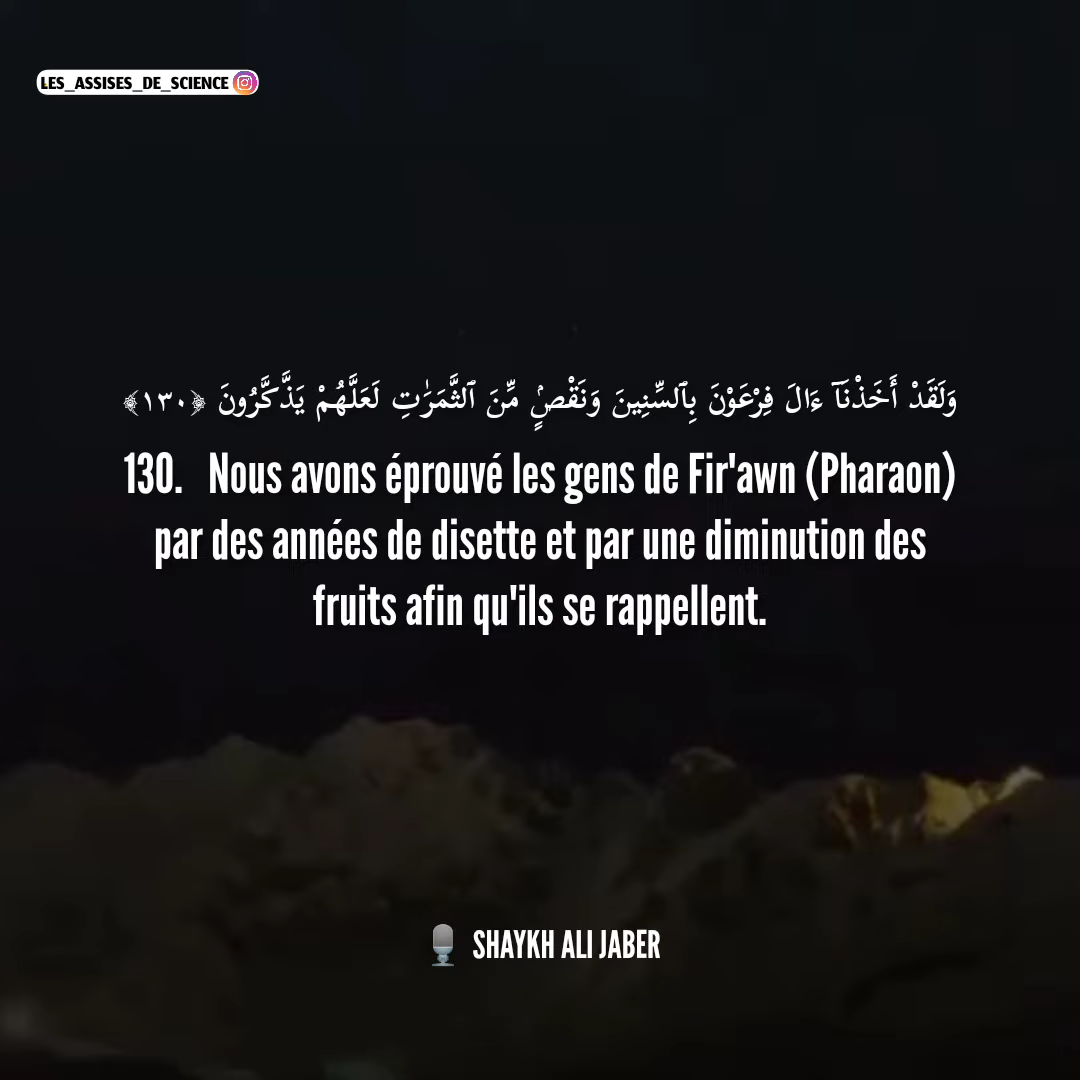 LES_ASSISES_DE_SCIENCE
وَلَقَدْ أَخَذْنَآ ءَالَ فِرْعَوْنَ بِٱلسِّنِينَ وَنَقْصٍۢ مِّنَ ٱلثَّمَرَٰتِ لَعَلَّهُمْ يَذَّكَّرُونَ ﴿١٣٠﴾
130. Nous avons éprouvé les gens de Fir'awn (Pharaon)
par des années de disette et par une diminution des
fruits afin qu'ils se rappellent.
SHAYKH ALI JABER